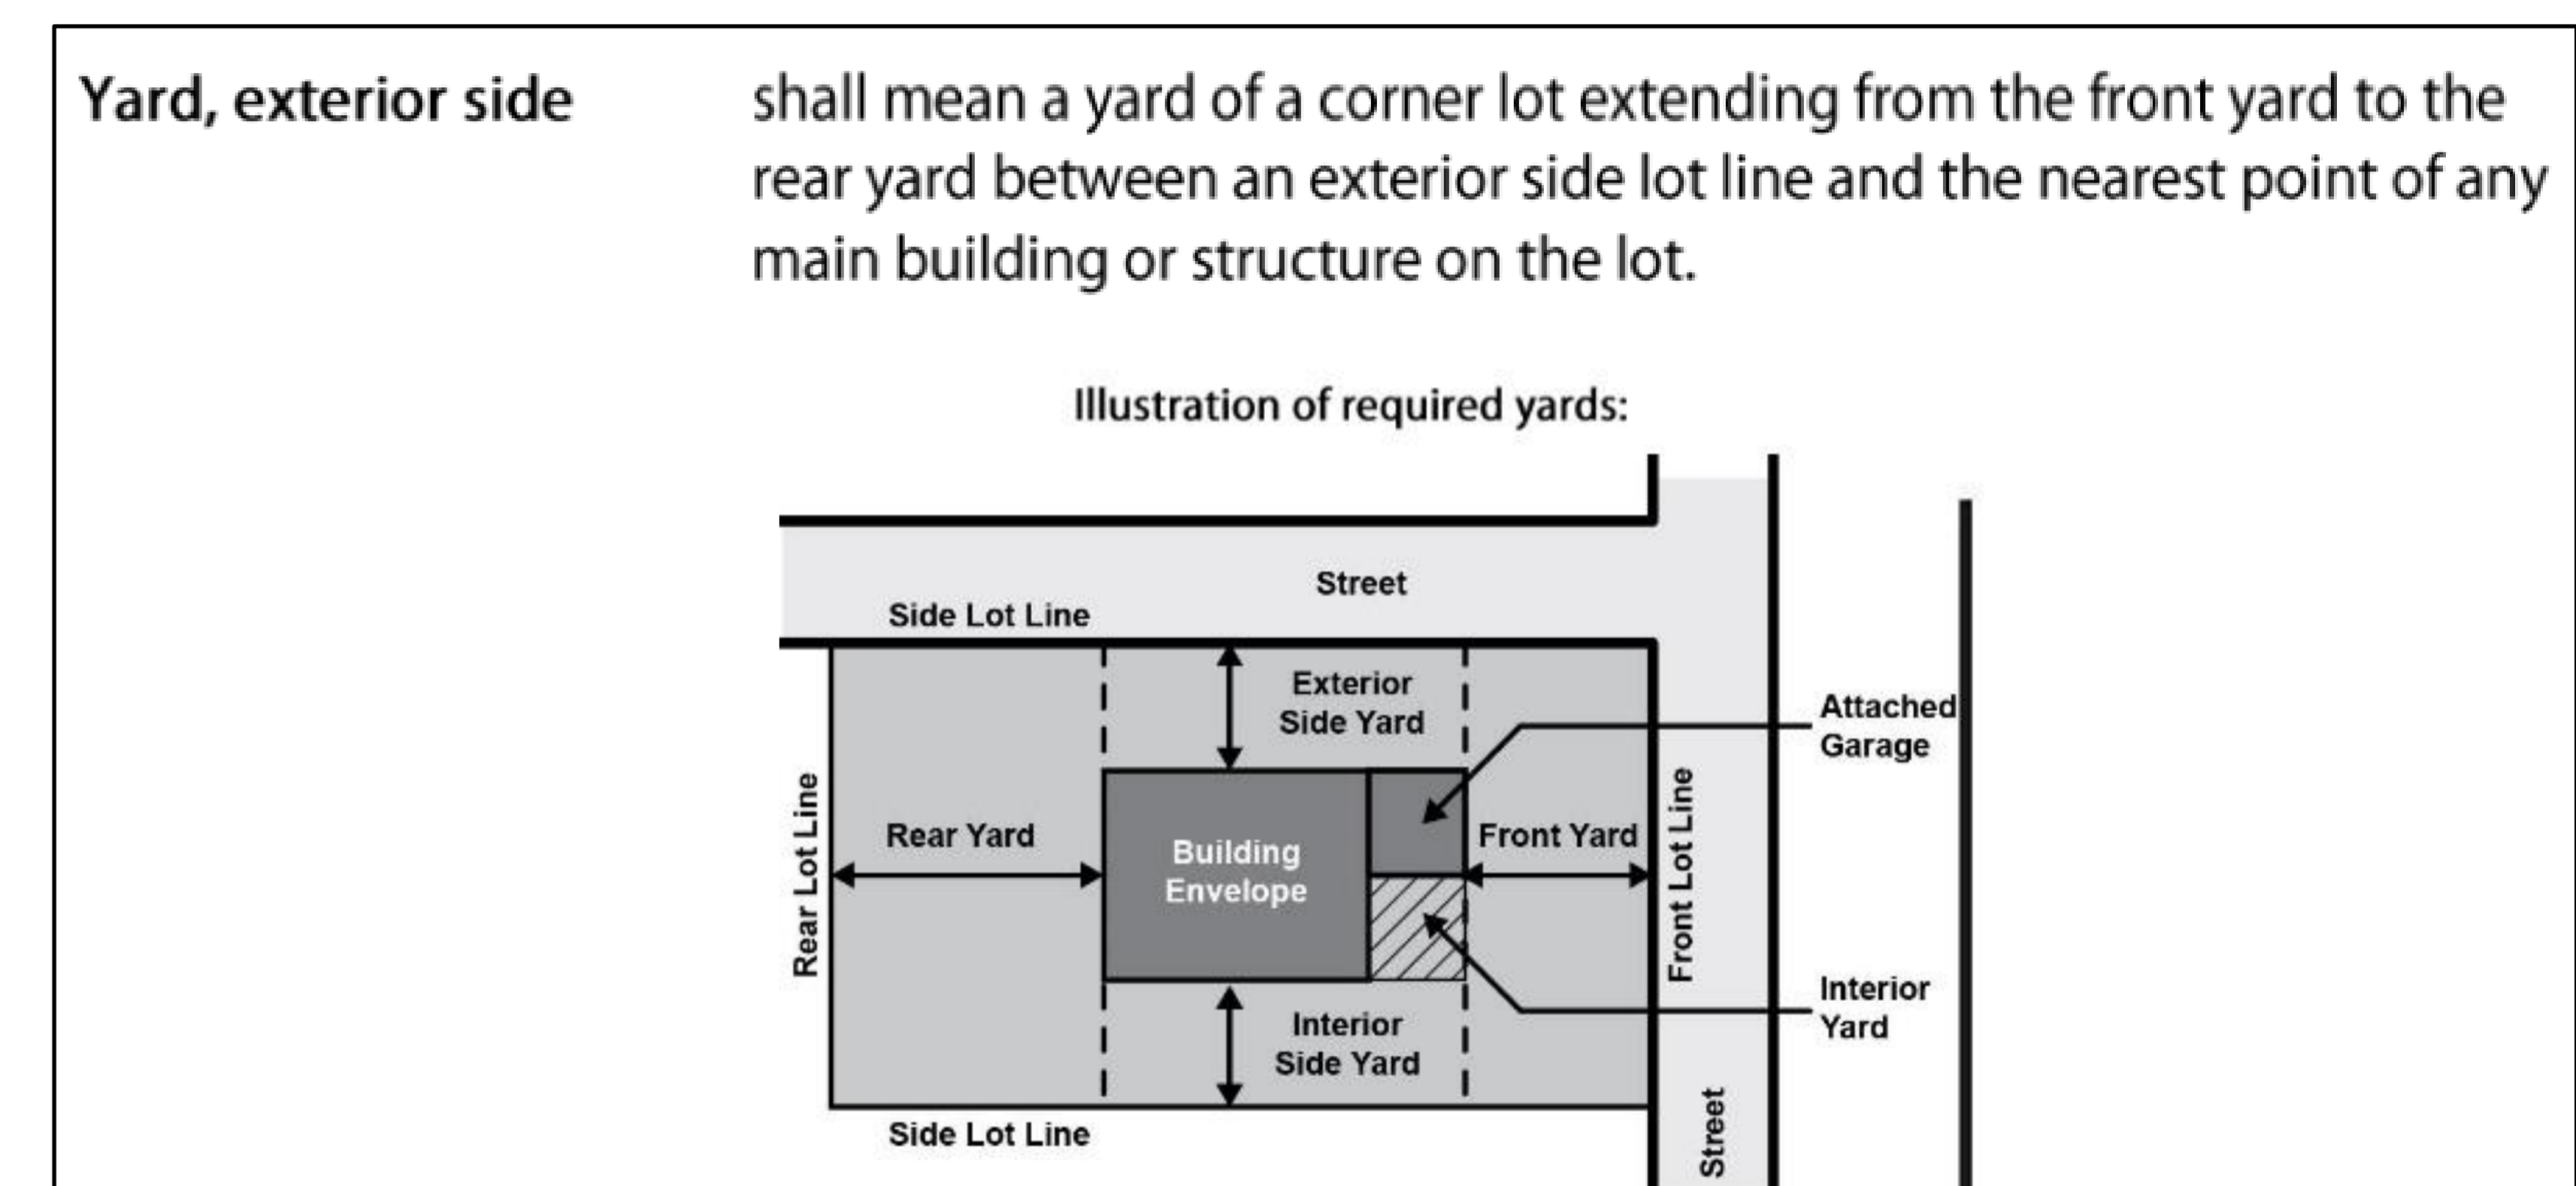 Yard, exterior side
shall mean a yard of a corner lot extending from the front yard to the
rear yard between an exterior side lot line and the nearest point of any
main building or structure on the lot.
Illustration of required yards:
Street
Side Lot Line
Exterior
Side Yard
Attached
Garage
Rear Lot Line
Rear Yard
Building
Envelope
Front Yard
Front Lot Line
Interior
Yard
Interior
Side Yard
Side Lot Line
Street